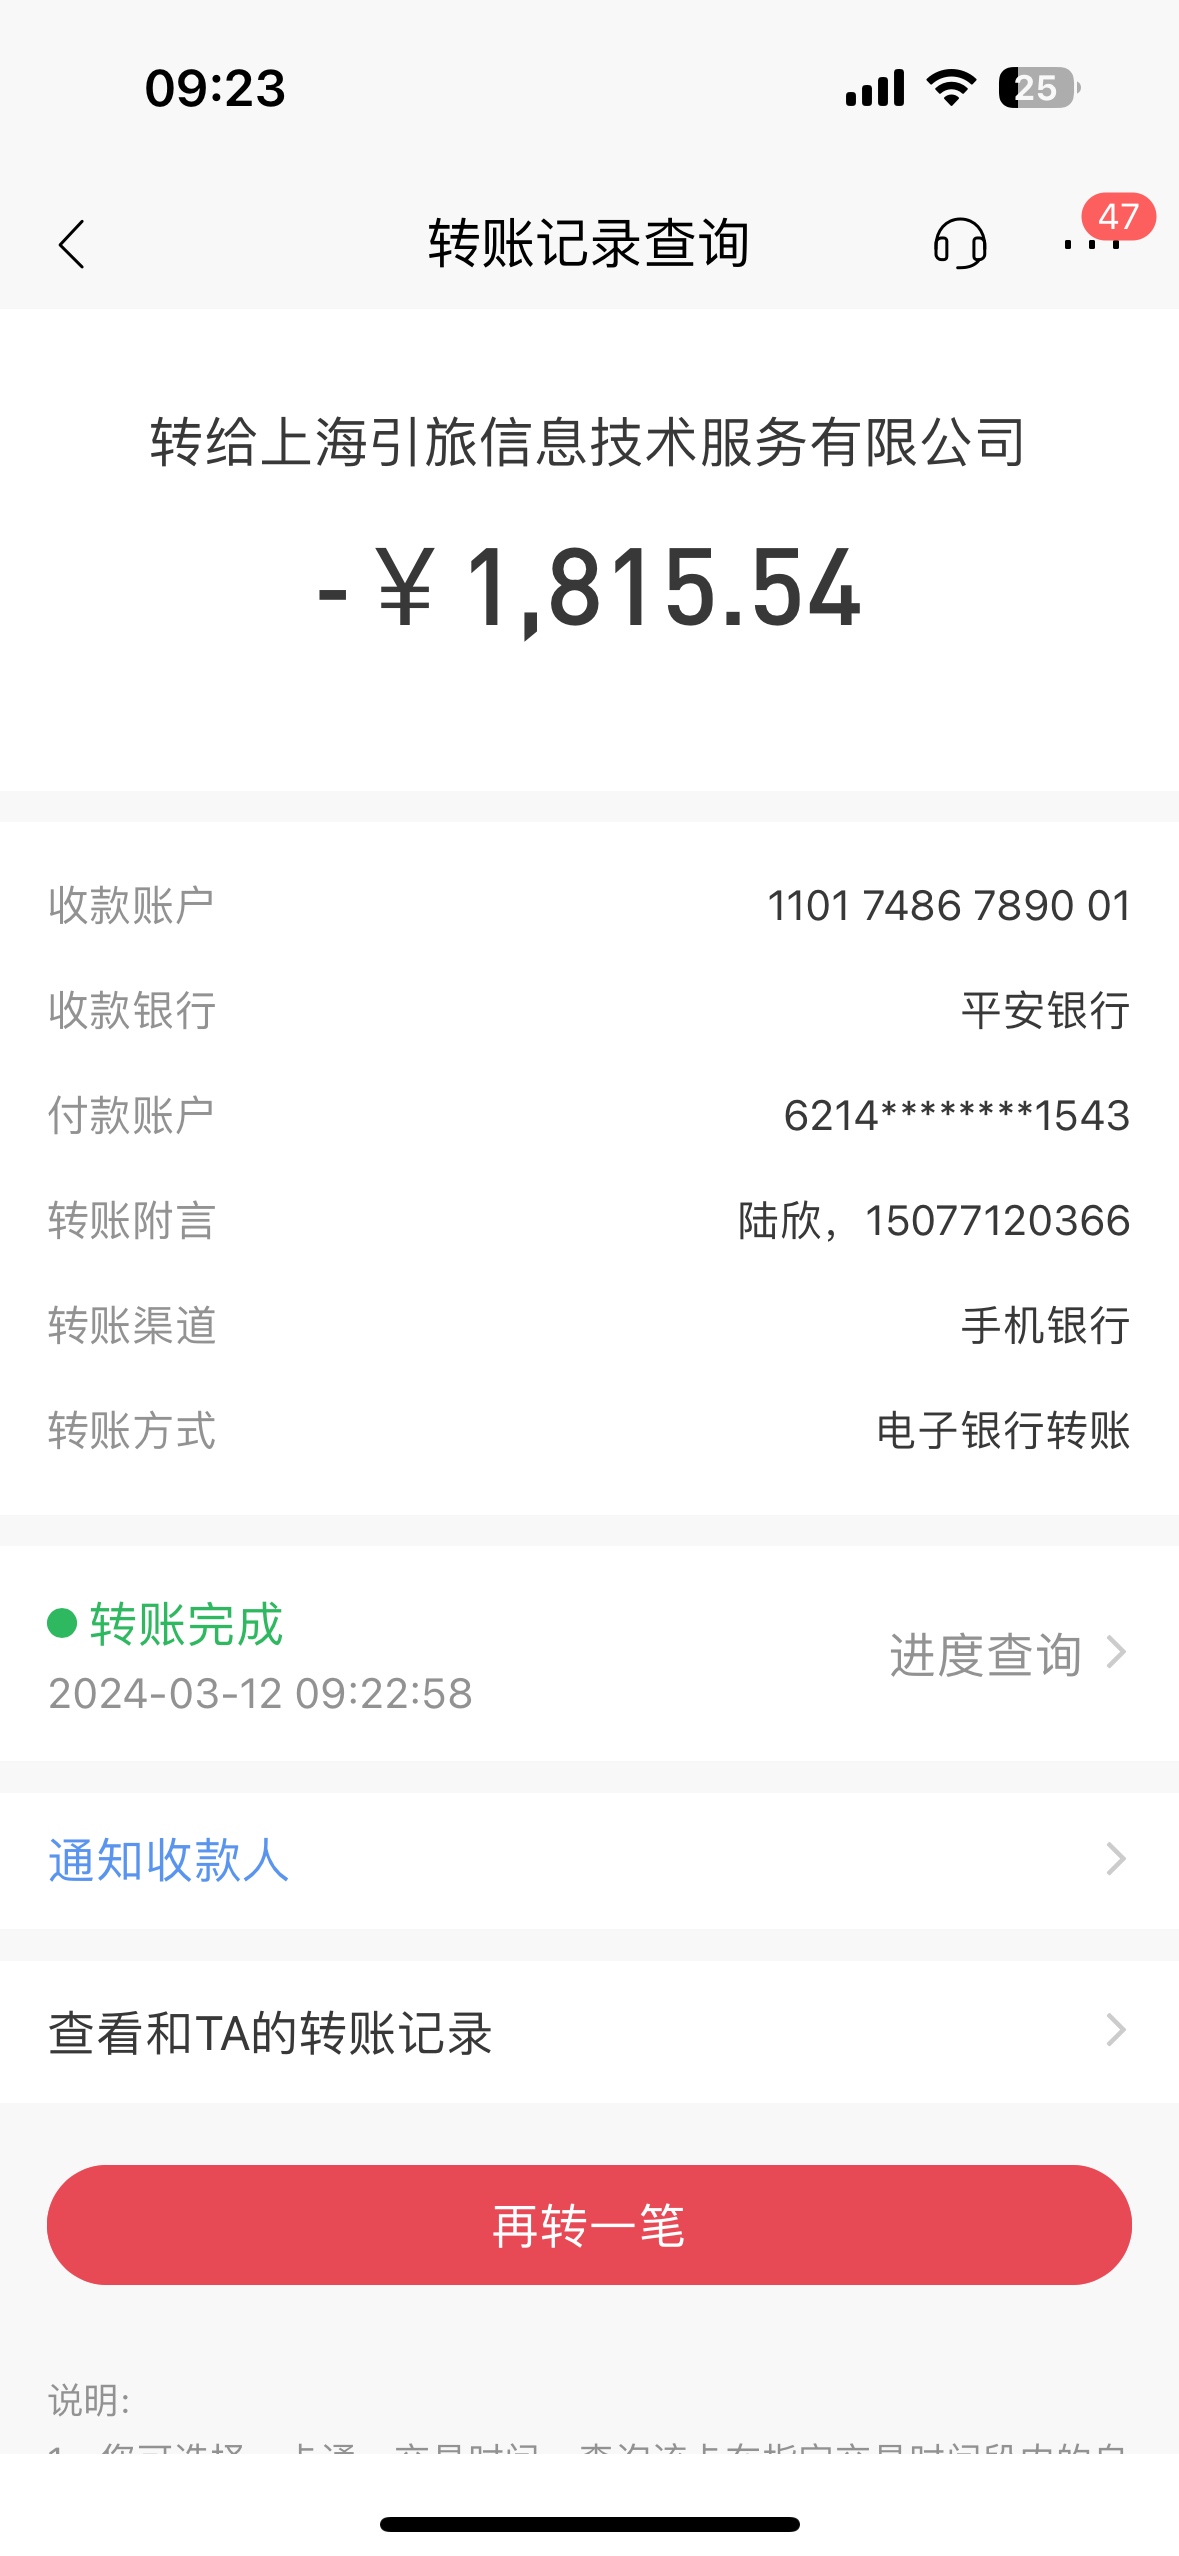 09:23
25
转账记录查询
47
转给上海引旅信息技术服务有限公司
-￥1,815.54
收款账户 1101 7486 7890 01
收款银行 平安银行
付款账户 6214********1543
转账附言 陆欣，15077120366
转账渠道 手机银行
转账方式 电子银行转账
转账完成
进度查询
2024-03-12 09:22:58
通知收款人
查看和TA的转账记录
再转一笔
说明: